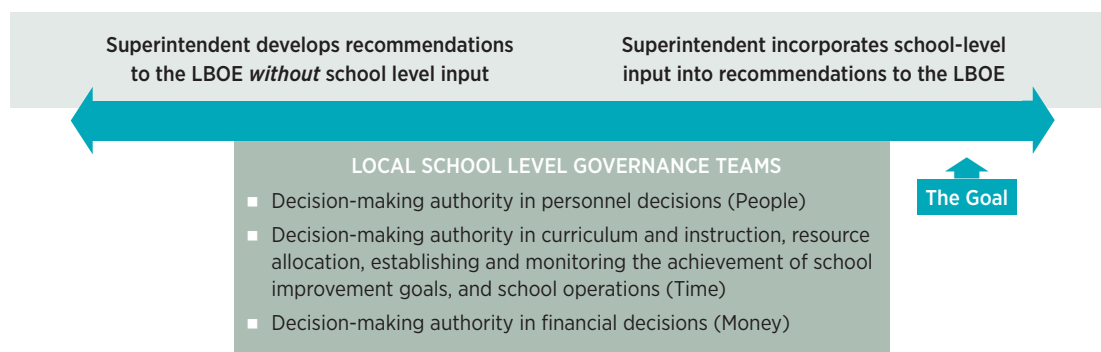 Superintendent develops recommendations
to the LBOE without school level input
Superintendent incorporates school-level
input into recommendations to the LBOE
LOCAL SCHOOL LEVEL GOVERNANCE TEAMS
■ Decision-making authority in personnel decisions (People)
■ Decision-making authority in curriculum and instruction, resource
allocation, establishing and monitoring the achievement of school
improvement goals, and school operations (Time)
■ Decision-making authority in financial decisions (Money)
The Goal